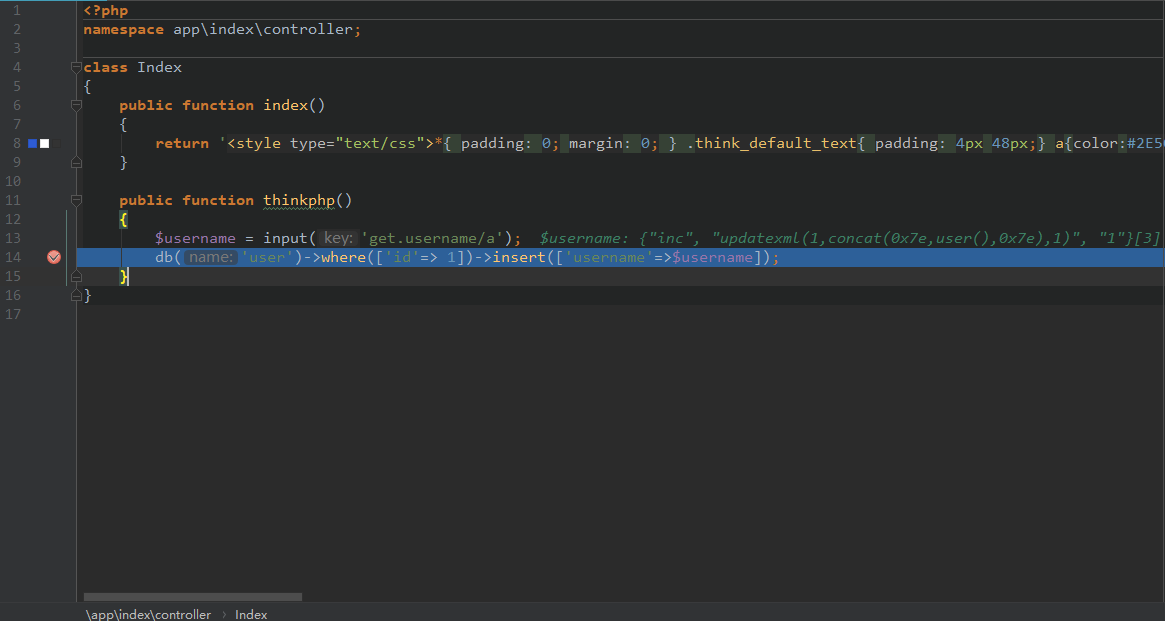 1 <?php
2 namespace app\index\controller;
3
4 class Index
5 {
6 public function index()
7 {
8 return '<style type="text/css">*{ padding: 0; margin: 0; } .think_default_text{ padding: 4px 48px;} a{color:#2E5
9 }
10
11 public function thinkphp()
12 {
13 $username = input( key: 'get.username/a'); $username: {"inc", "updatexml(1,concat(0x7e,user(),0x7e),1)", "1"}[3]
14 db( name: 'user')->where(['id'=> 1])->insert(['username'=>$username]);
15 }
16 }
17
\app\index\controller › Index